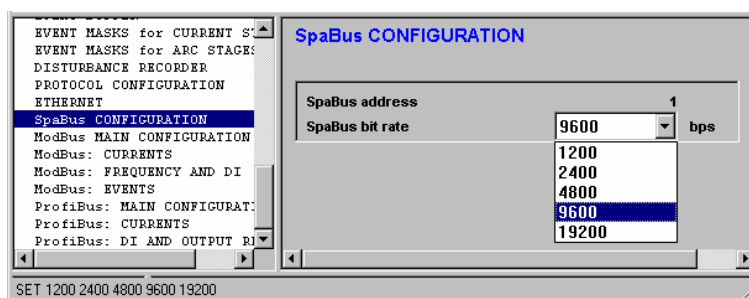 EVENT MASKS for CURRENT
EVENT MASKS for ARC STAGES
DISTURBANCE RECORDER
PROTOCOL CONFIGURATION
ETHERNET
SpaBus CONFIGURATION
ModBus MAIN CONFIGURATION
ModBus: CURRENTS
ModBus: FREQUENCY AND DI
ModBus: EVENTS
ProfiBus: MAIN CONFIGURAT
ProfiBus: CURRENTS
ProfiBus: DI AND OUTPUT
SpaBus CONFIGURATION
SpaBus address 1
SpaBus bit rate 9600 bps
1200
2400
4800
9600
19200
SET 1200 2400 4800 9600 19200